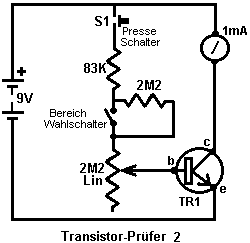 S1
Presse
Schalter
1mA
83K
2M2
+
9V
Bereich
Wahlschalter
2M2
Lin
b
c
e
TR1
Transistor-Prüfer 2